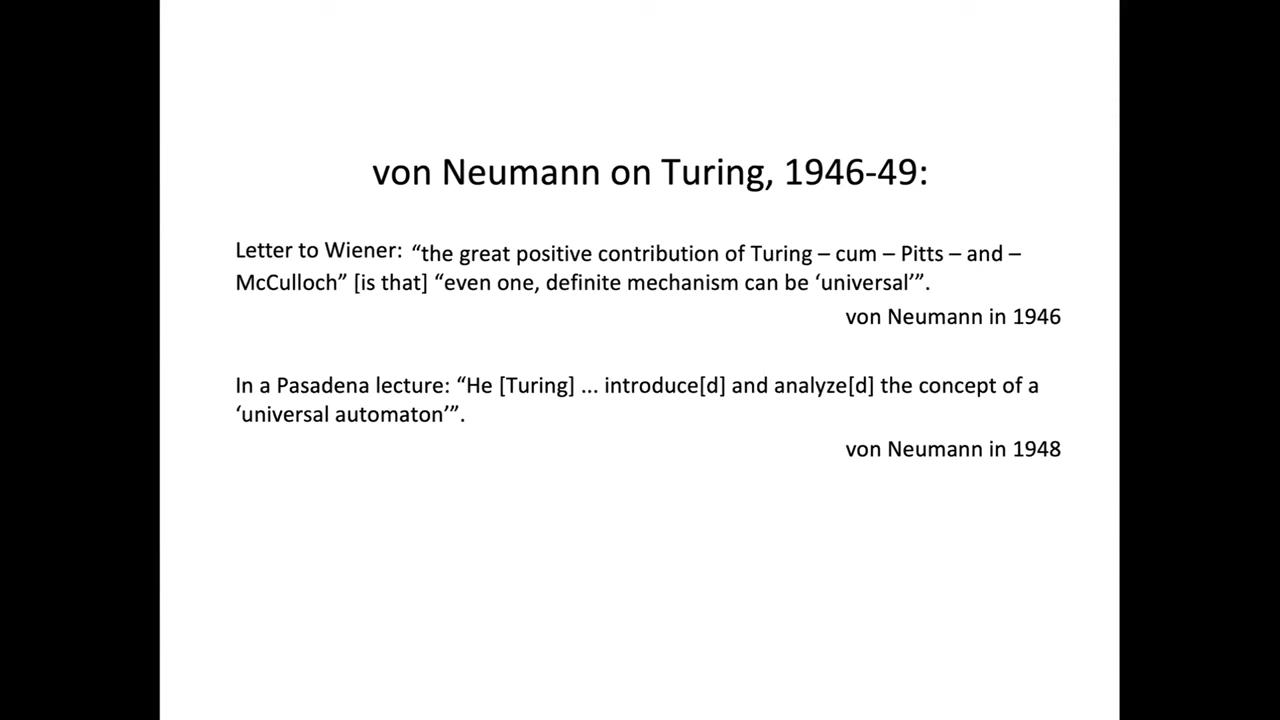 von Neumann on Turing, 1946-49:
Letter to Wiener: “the great positive contribution of Turing – cum – Pitts – and –
McCulloch” [is that] “even one, definite mechanism can be ‘universal’”.
von Neumann in 1946
In a Pasadena lecture: “He [Turing] ... introduce[d] and analyze[d] the concept of a
‘universal automaton’”.
von Neumann in 1948